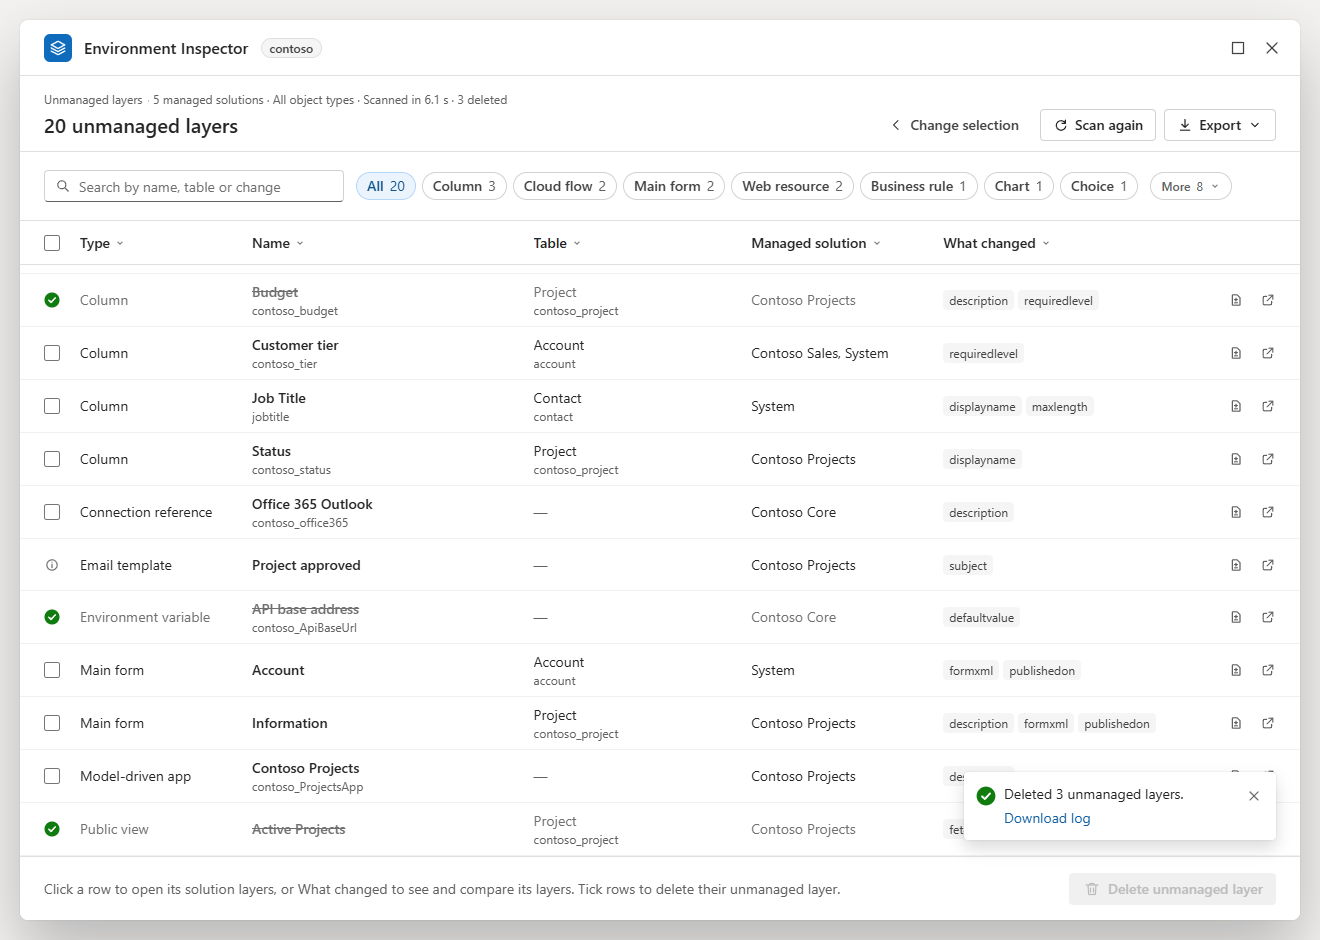 Environment Inspector contoso
Unmanaged layers · 5 managed solutions · All object types · Scanned in 6.1 s · 3 deleted
20 unmanaged layers
Change selection
Scan again
Export
Search by name, table or change
All 20
Column 3
Cloud flow 2
Main form 2
Web resource 2
Business rule 1
Chart 1
Choice 1
More 8
Type Name Table Managed solution What changed
Column Budget Project Contoso Projects description requiredlevel
contoso_budget contoso_project
Column Customer tier Account Contoso Sales, System requiredlevel
contoso_tier account
Column Job Title Contact System displayname maxlength
jobtitle contact
Column Status Project Contoso Projects displayname
contoso_status contoso_project
Connection reference Office 365 Outlook — Contoso Core description
contoso_office365
Email template Project approved — Contoso Projects subject
Environment variable API base address — Contoso Core defaultvalue
contoso_ApiBaseUrl
Main form Account Account System formxml publishedon
account
Main form Information Project Contoso Projects description formxml publishedon
contoso_project
Model-driven app Contoso Projects — Contoso Projects
contoso_ProjectsApp
Public view Active Projects Project Contoso Projects
contoso_project
Deleted 3 unmanaged layers.
Download log
Click a row to open its solution layers, or What changed to see and compare its layers. Tick rows to delete their unmanaged layer.
Delete unmanaged layer